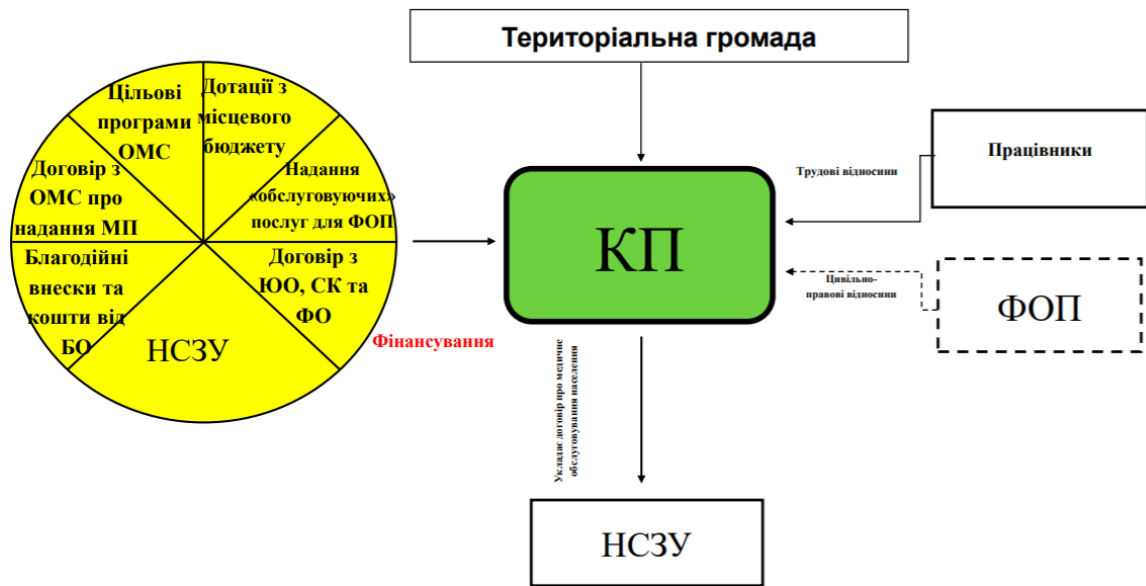 Територіальна громада
Цільові
програми
ОМС
Дотації з
місцевого
бюджету
Договір з
ОМС про
надання МП
Надання
«обслуговуючих»
послуг для ФОП
Благодійні
внески та
кошти від
БО
НСЗУ
Договір з
ЮО, СК та
ФО
Фінансування
КП
Трудові відносини
Працівники
Цивільно-
правові відносини
ФОП
Укладає договір про медичне
обслуговування населення
НСЗУ